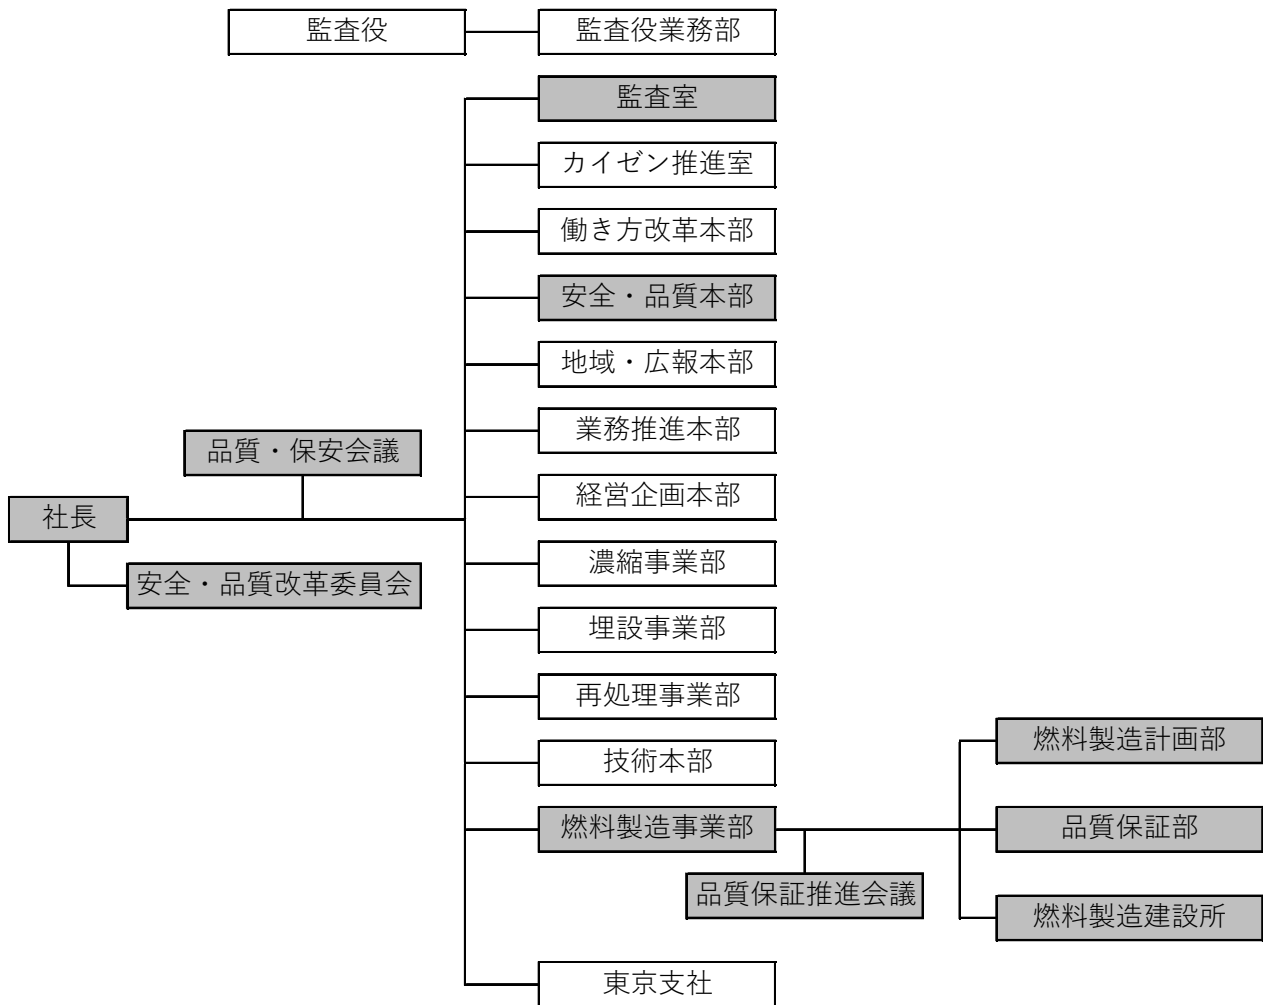 監査役
監査役業務部
監査室
カイゼン推進室
働き方改革本部
安全・品質本部
地域・広報本部
品質・保安会議
業務推進本部
社長
経営企画本部
安全・品質改革委員会
濃縮事業部
埋設事業部
再処理事業部
技術本部
燃料製造計画部
燃料製造事業部
品質保証部
品質保証推進会議
燃料製造建設所
東京支社